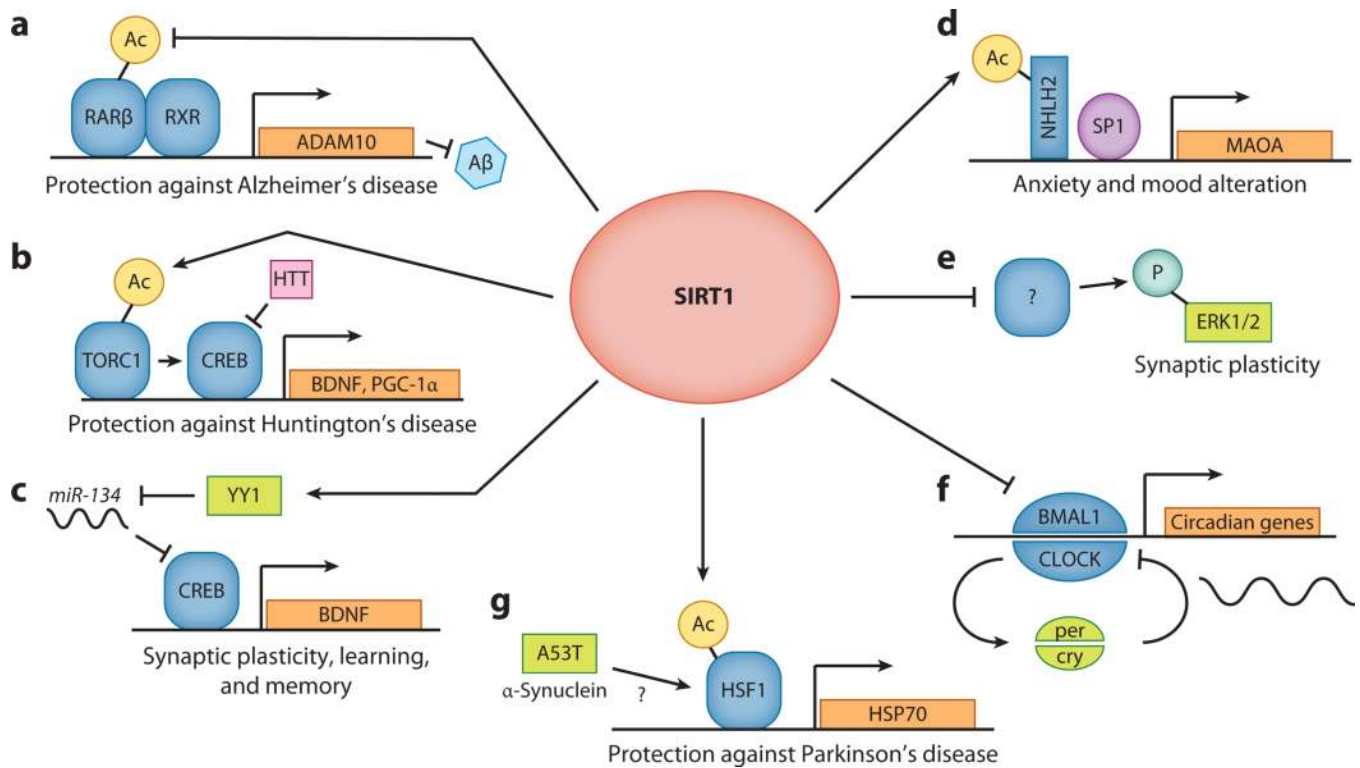 a
Ac
RARβ
RXR
ADAM10
Aβ
Protection against Alzheimer's disease
b
Ac
HTT
TORC1
CREB
BDNF, PGC-1α
Protection against Huntington's disease
c
miR-134
YY1
CREB
BDNF
Synaptic plasticity, learning,
and memory
SIRT1
d
Ac
NHLH2
SP1
MAOA
Anxiety and mood alteration
e
?
P
ERK1/2
Synaptic plasticity
f
BMAL1
CLOCK
Circadian genes
per
cry
g
Ac
A53T
α-Synuclein
?
HSF1
HSP70
Protection against Parkinson's disease